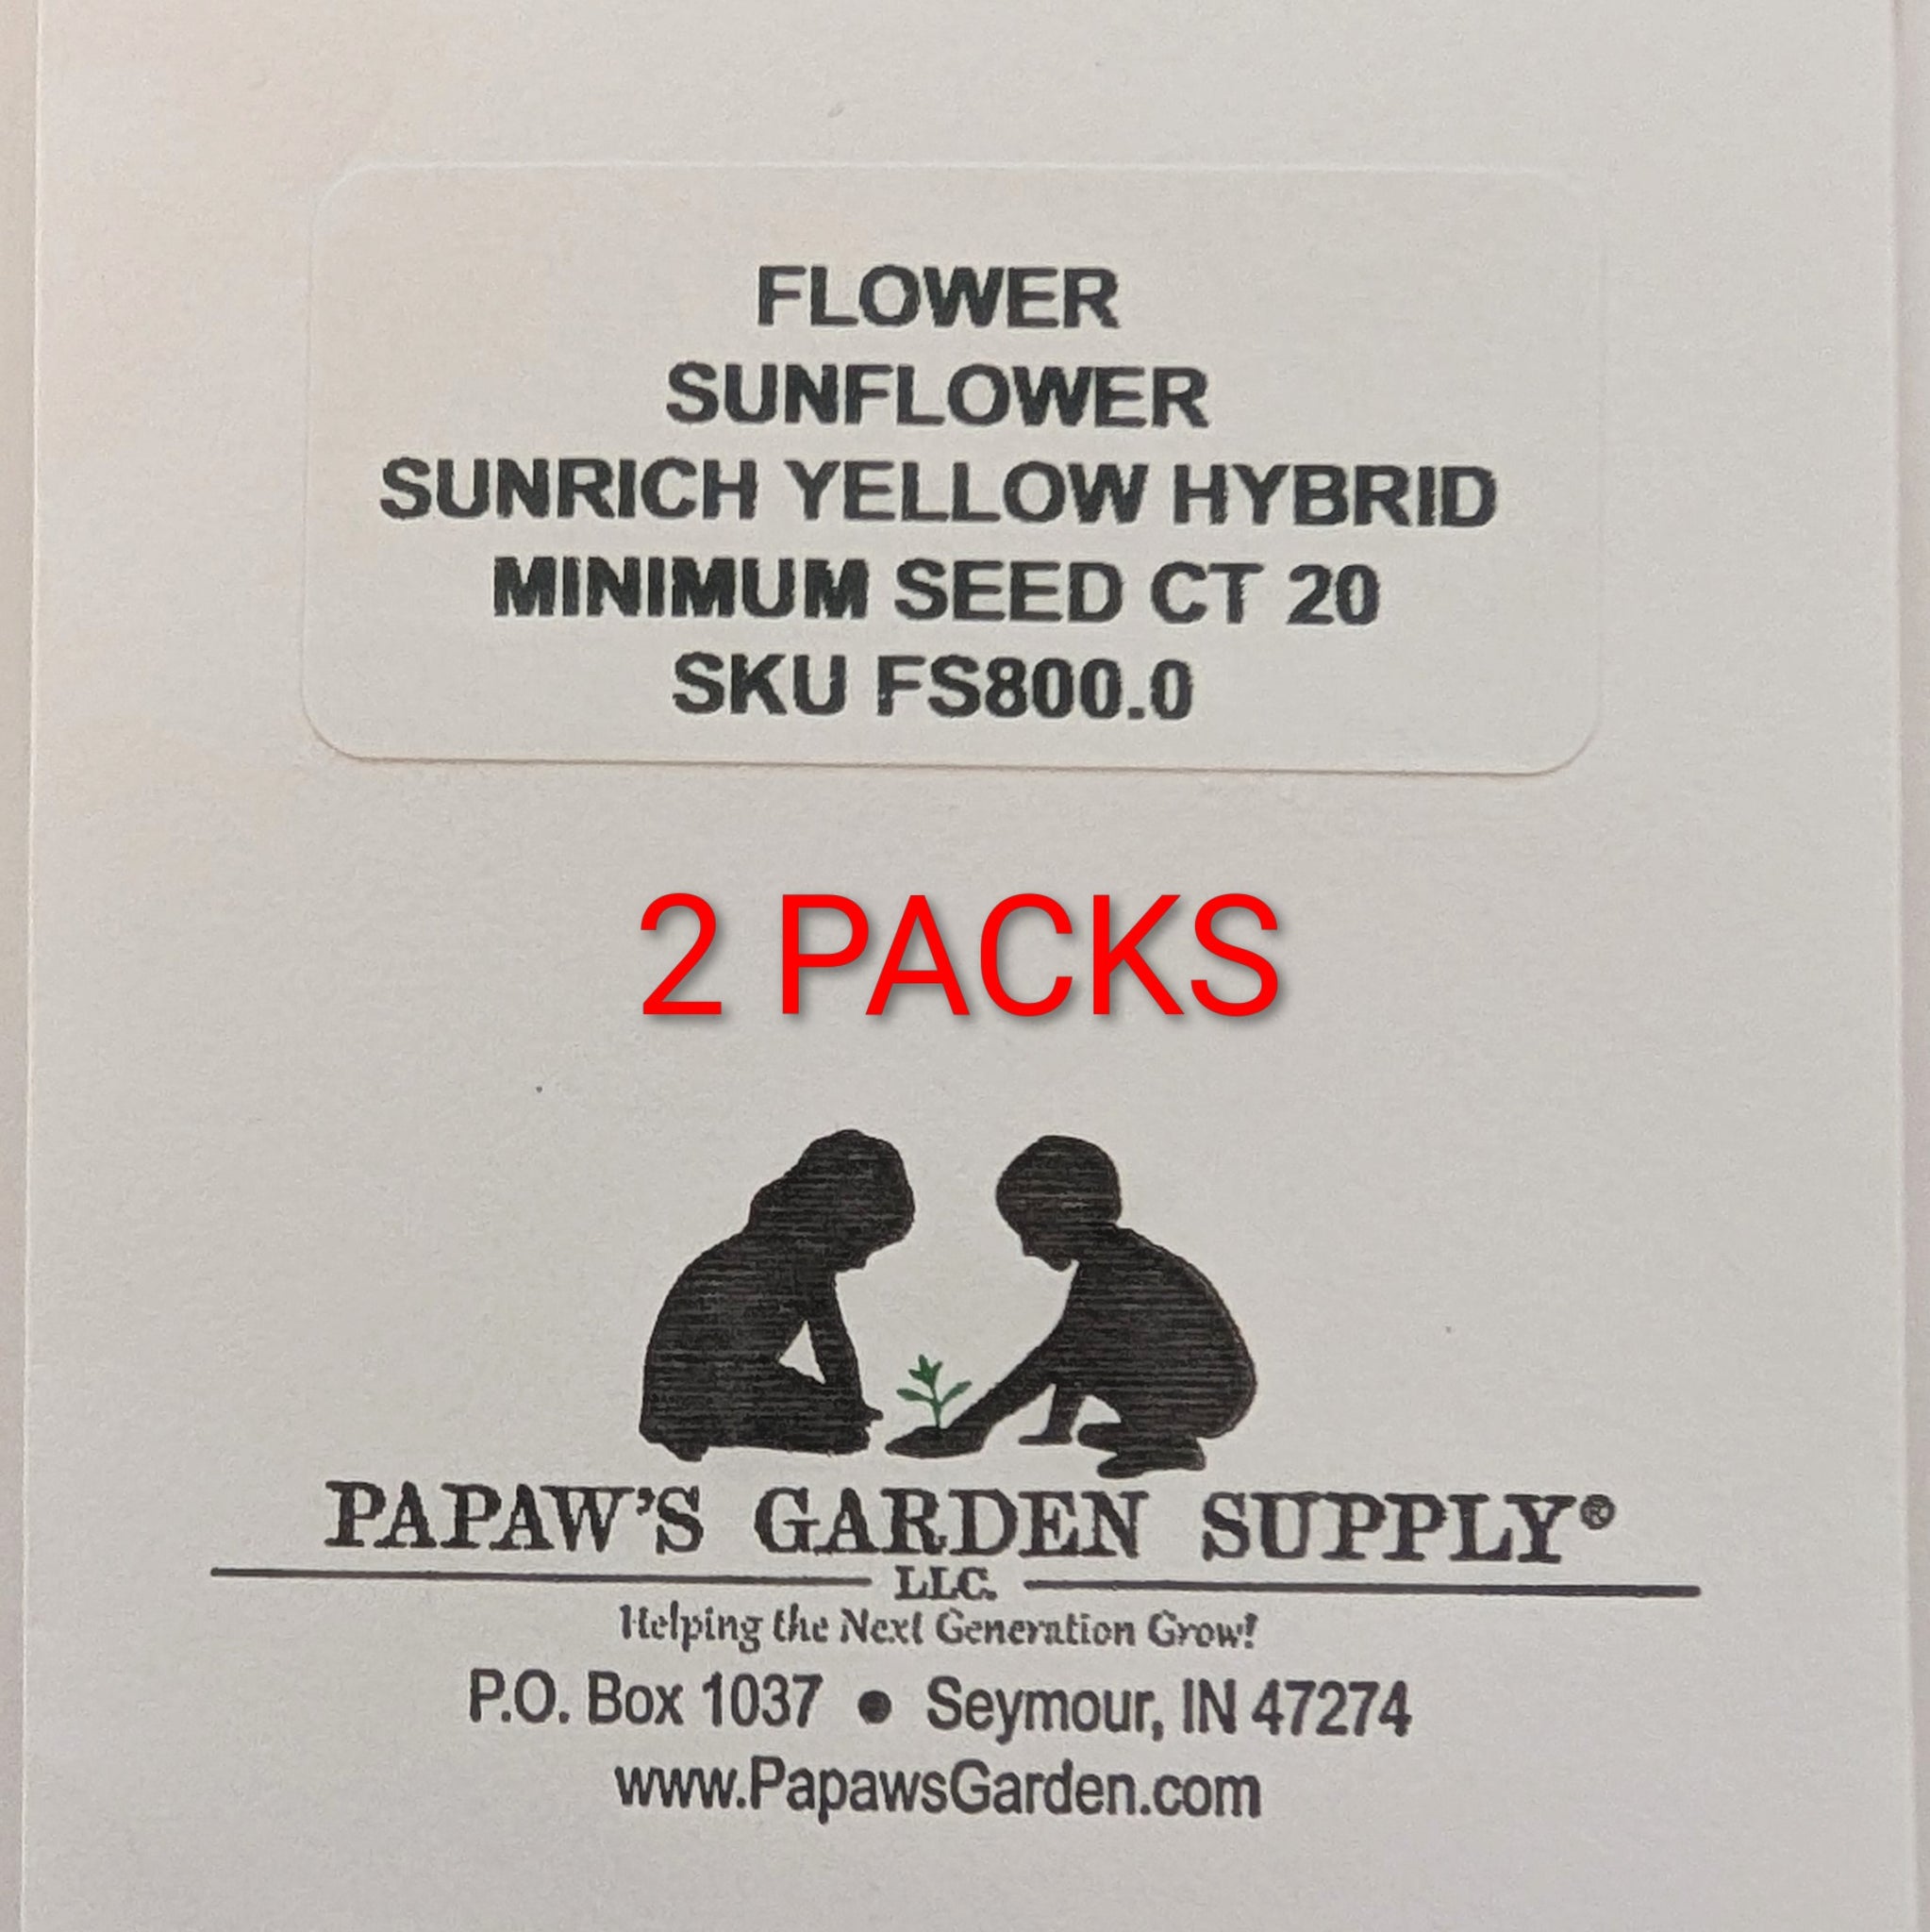 FLOWER
SUNFLOWER
SUNRICH YELLOW HYBRID
MINIMUM SEED CT 20
SKU FS800.0
2 PACKS
PAPAW'S GARDEN SUPPLY®
LLC.
Helping the Next Generation Grow!
P.O. Box 1037 • Seymour, IN 47274
www.PapawsGarden.com